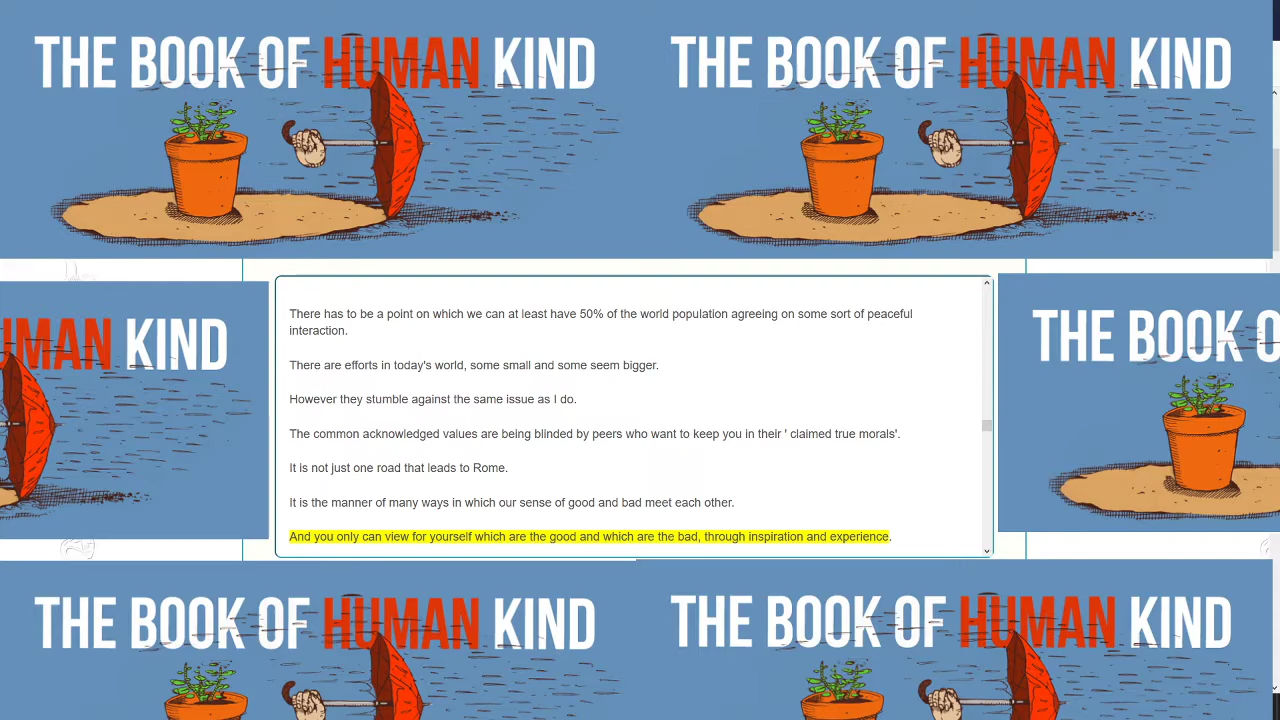 THE BOOK OF HUMAN KIND
THE BOOK OF HUMAN KIND
There has to be a point on which we can at least have 50% of the world population agreeing on some sort of peaceful
interaction.
There are efforts in today's world, some small and some seem bigger.
However they stumble against the same issue as I do.
The common acknowledged values are being blinded by peers who want to keep you in their ' claimed true morals'.
It is not just one road that leads to Rome.
It is the manner of many ways in which our sense of good and bad meet each other.
And you only can view for yourself which are the good and which are the bad, through inspiration and experience.
UMAN KIND
THE BOOK O
THE BOOK OF HUMAN KIND
THE BOOK OF HUMAN KIND